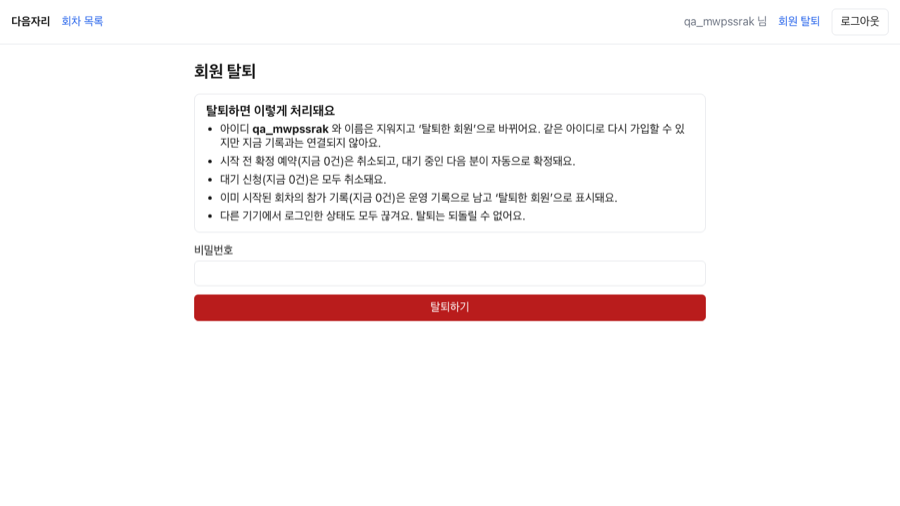 다음자리 회차 목록 qa_mwpssrak 님 회원 탈퇴 로그아웃
회원 탈퇴
탈퇴하면 이렇게 처리돼요
• 아이디 qa_mwpssrak 와 이름은 지워지고 ‘탈퇴한 회원’으로 바뀌어요. 같은 아이디로 다시 가입할 수 있
지만 지금 기록과는 연결되지 않아요.
• 시작 전 확정 예약(지금 0건)은 취소되고, 대기 중인 다음 분이 자동으로 확정돼요.
• 대기 신청(지금 0건)은 모두 취소돼요.
• 이미 시작된 회차의 참가 기록(지금 0건)은 운영 기록으로 남고 ‘탈퇴한 회원’으로 표시돼요.
• 다른 기기에서 로그인한 상태도 모두 끊겨요. 탈퇴는 되돌릴 수 없어요.
비밀번호
탈퇴하기